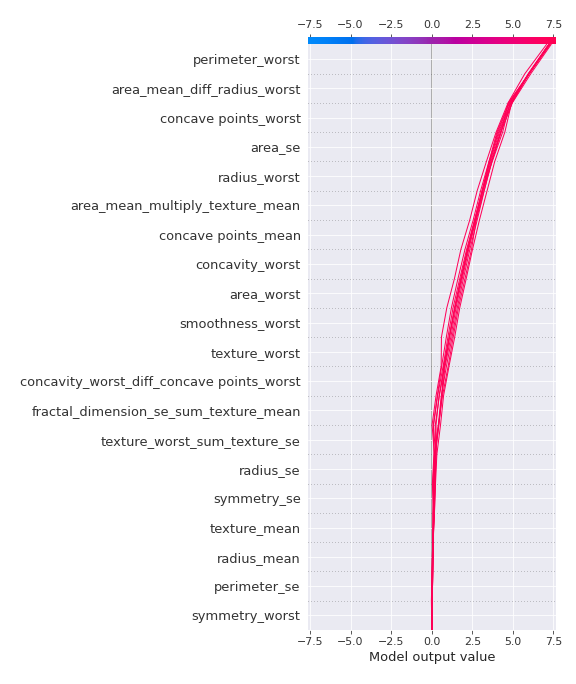 −7.5 −5.0 −2.5 0.0 2.5 5.0 7.5
perimeter_worst
area_mean_diff_radius_worst
concave points_worst
area_se
radius_worst
area_mean_multiply_texture_mean
concave points_mean
concavity_worst
area_worst
smoothness_worst
texture_worst
concavity_worst_diff_concave points_worst
fractal_dimension_se_sum_texture_mean
texture_worst_sum_texture_se
radius_se
symmetry_se
texture_mean
radius_mean
perimeter_se
symmetry_worst
−7.5 −5.0 −2.5 0.0 2.5 5.0 7.5
Model output value